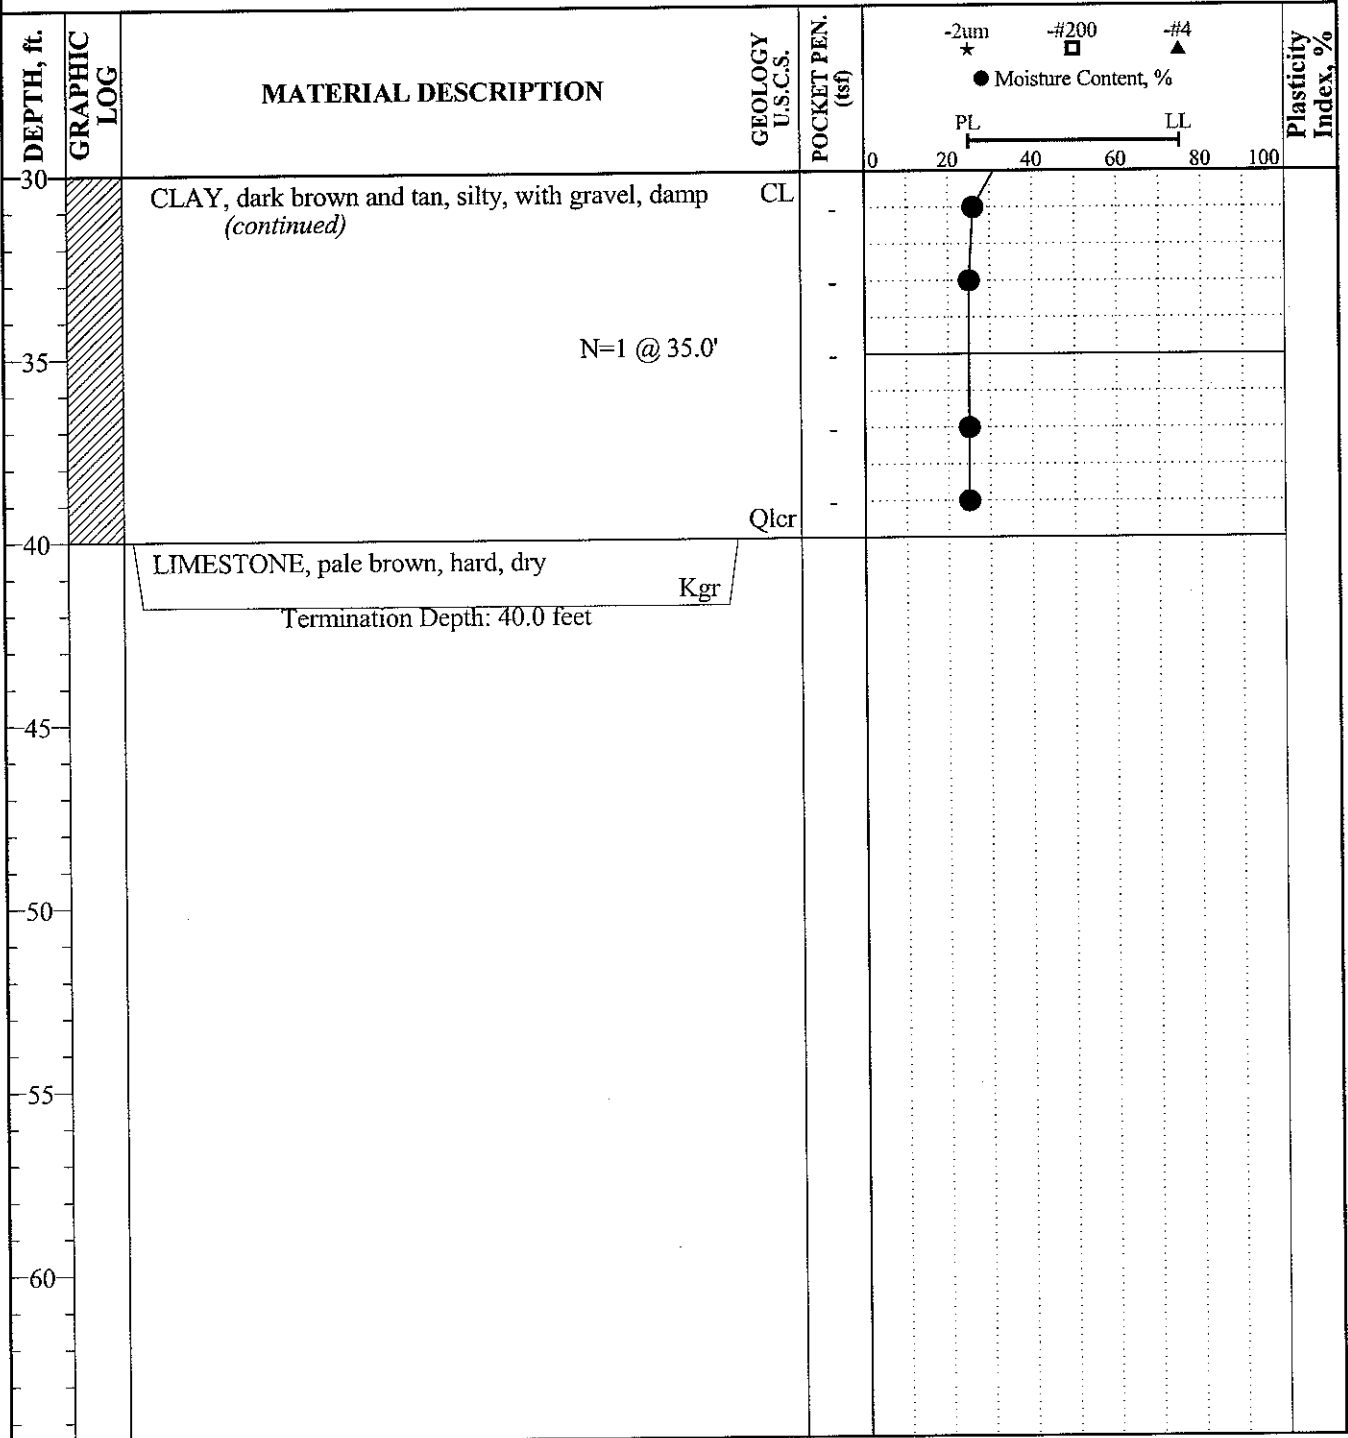 DEPTH, ft.
GRAPHIC
LOG
MATERIAL DESCRIPTION
GEOLOGY
U.S.C.S.
POCKET PEN.
(tsf)
-2um -#200 -#4
Moisture Content, %
PL LL
0 20 40 60 80 100
Plasticity
Index, %
30
CLAY, dark brown and tan, silty, with gravel, damp CL
(continued)
-
-
N=1 @ 35.0'
35
-
-
-
Qlcr
40
LIMESTONE, pale brown, hard, dry
Kgr
Termination Depth: 40.0 feet
45
50
55
60